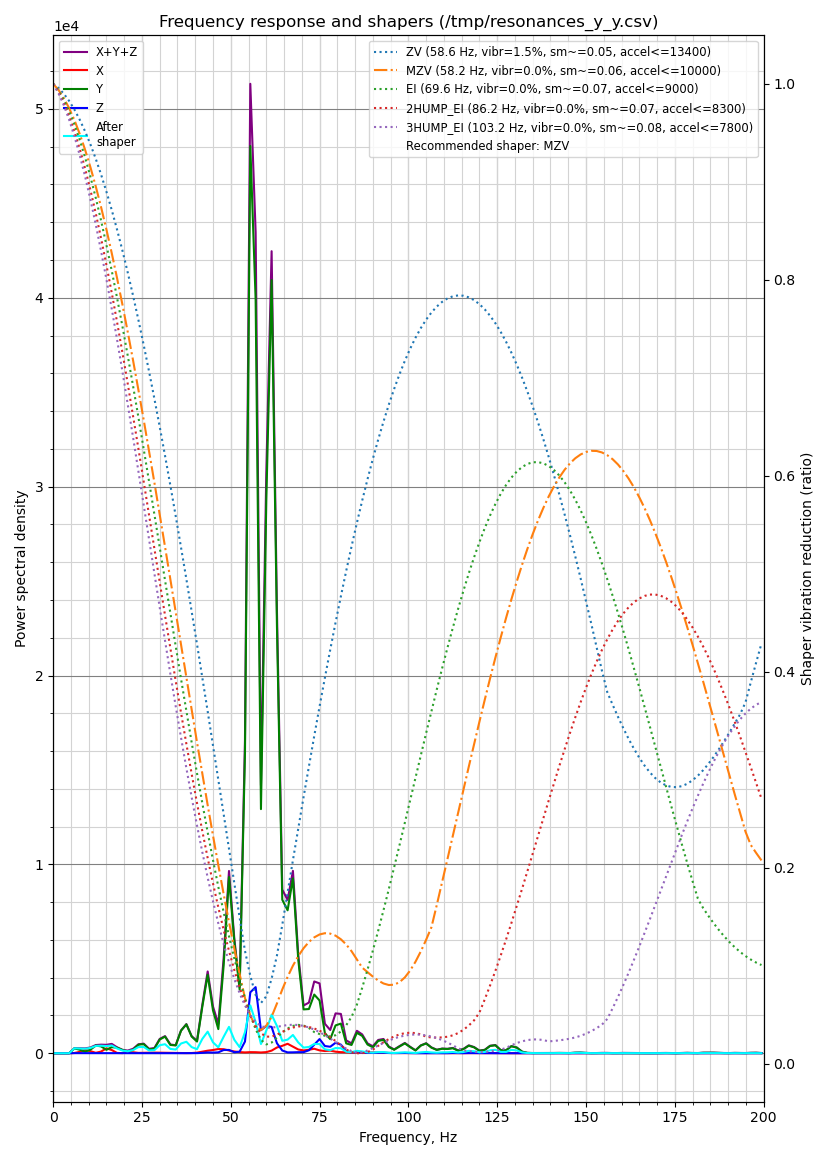 Frequency response and shapers (/tmp/resonances_y_y.csv)
1e4
X+Y+Z
X
Y
Z
After
shaper
ZV (58.6 Hz, vibr=1.5%, sm~=0.05, accel<=13400)
MZV (58.2 Hz, vibr=0.0%, sm~=0.06, accel<=10000)
EI (69.6 Hz, vibr=0.0%, sm~=0.07, accel<=9000)
2HUMP_EI (86.2 Hz, vibr=0.0%, sm~=0.07, accel<=8300)
3HUMP_EI (103.2 Hz, vibr=0.0%, sm~=0.08, accel<=7800)
Recommended shaper: MZV
5
4
3
2
1
0
Power spectral density
1.0
0.8
0.6
0.4
0.2
0.0
Shaper vibration reduction (ratio)
0 25 50 75 100 125 150 175 200
Frequency, Hz